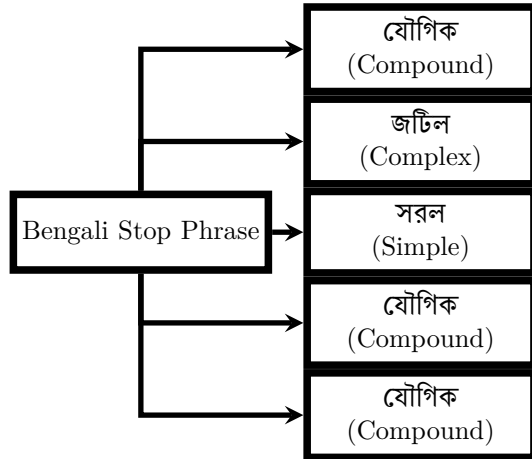 যৌগিক
(Compound)
জটিল
(Complex)
Bengali Stop Phrase
সরল
(Simple)
যৌগিক
(Compound)
যৌগিক
(Compound)